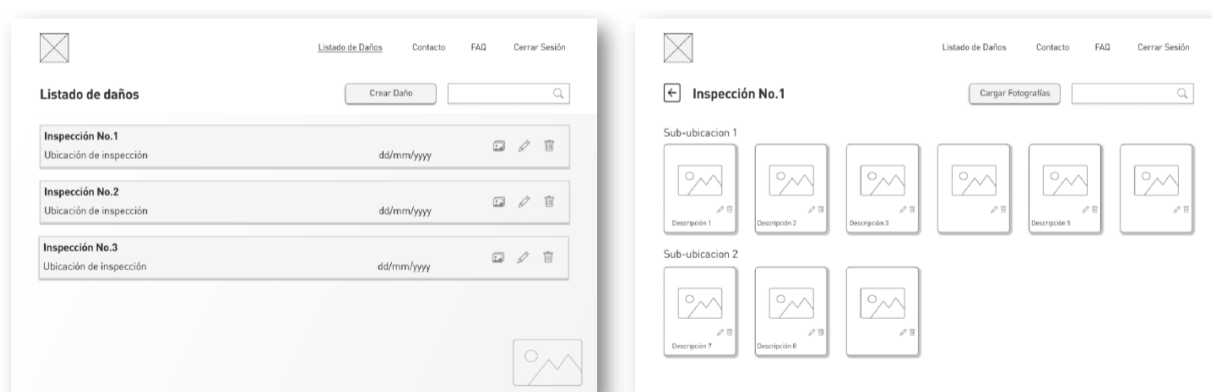 Listado de Daños Contacto FAQ Cerrar Sesión
Listado de daños Crear Daño
Inspección No.1
Ubicación de inspección dd/mm/yyyy
Inspección No.2
Ubicación de inspección dd/mm/yyyy
Inspección No.3
Ubicación de inspección dd/mm/yyyy
Listado de Daños Contacto FAQ Cerrar Sesión
Inspección No.1 Cargar Fotografías
Sub-ubicacion 1
Descripción 1 Descripción 2 Descripción 3 Descripción 5
Sub-ubicacion 2
Descripción 7 Descripción 8